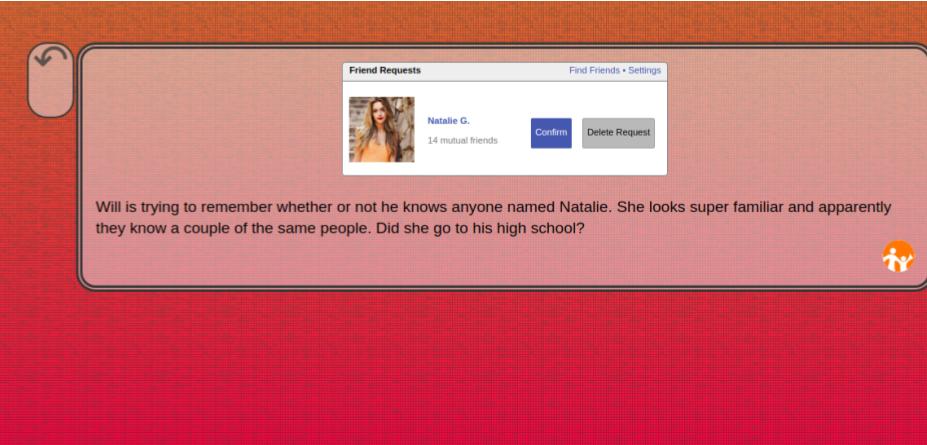 Friend Requests Find Friends • Settings
Natalie G.
14 mutual friends
Confirm Delete Request
Will is trying to remember whether or not he knows anyone named Natalie. She looks super familiar and apparently
they know a couple of the same people. Did she go to his high school?